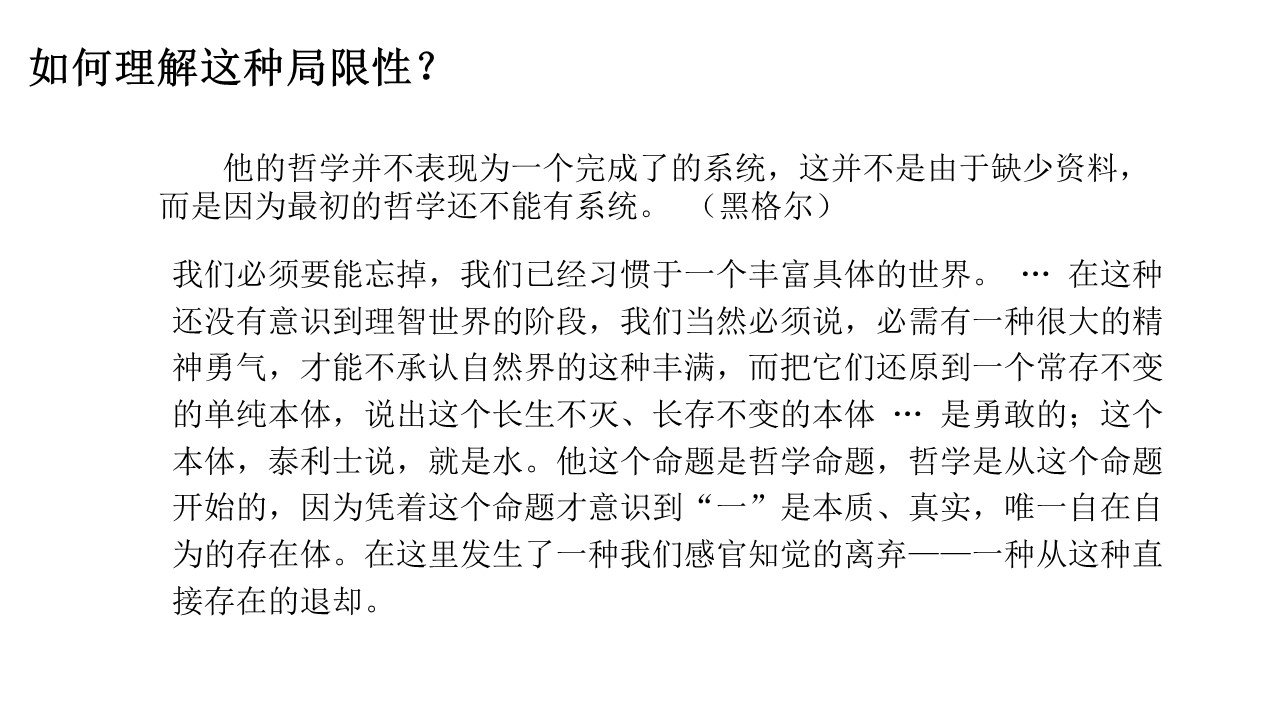 如何理解这种局限性？
他的哲学并不表现为一个完成了的系统，这并不是由于缺少资料，
而是因为最初的哲学还不能有系统。 （黑格尔）
我们必须要能忘掉，我们已经习惯于一个丰富具体的世界。 … 在这种
还没有意识到理智世界的阶段，我们当然必须说，必需有一种很大的精
神勇气，才能不承认自然界的这种丰满，而把它们还原到一个常存不变
的单纯本体，说出这个长生不灭、长存不变的本体 … 是勇敢的；这个
本体，泰利士说，就是水。他这个命题是哲学命题，哲学是从这个命题
开始的，因为凭着这个命题才意识到“一”是本质、真实，唯一自在自
为的存在体。在这里发生了一种我们感官知觉的离弃——一种从这种直
接存在的退却。